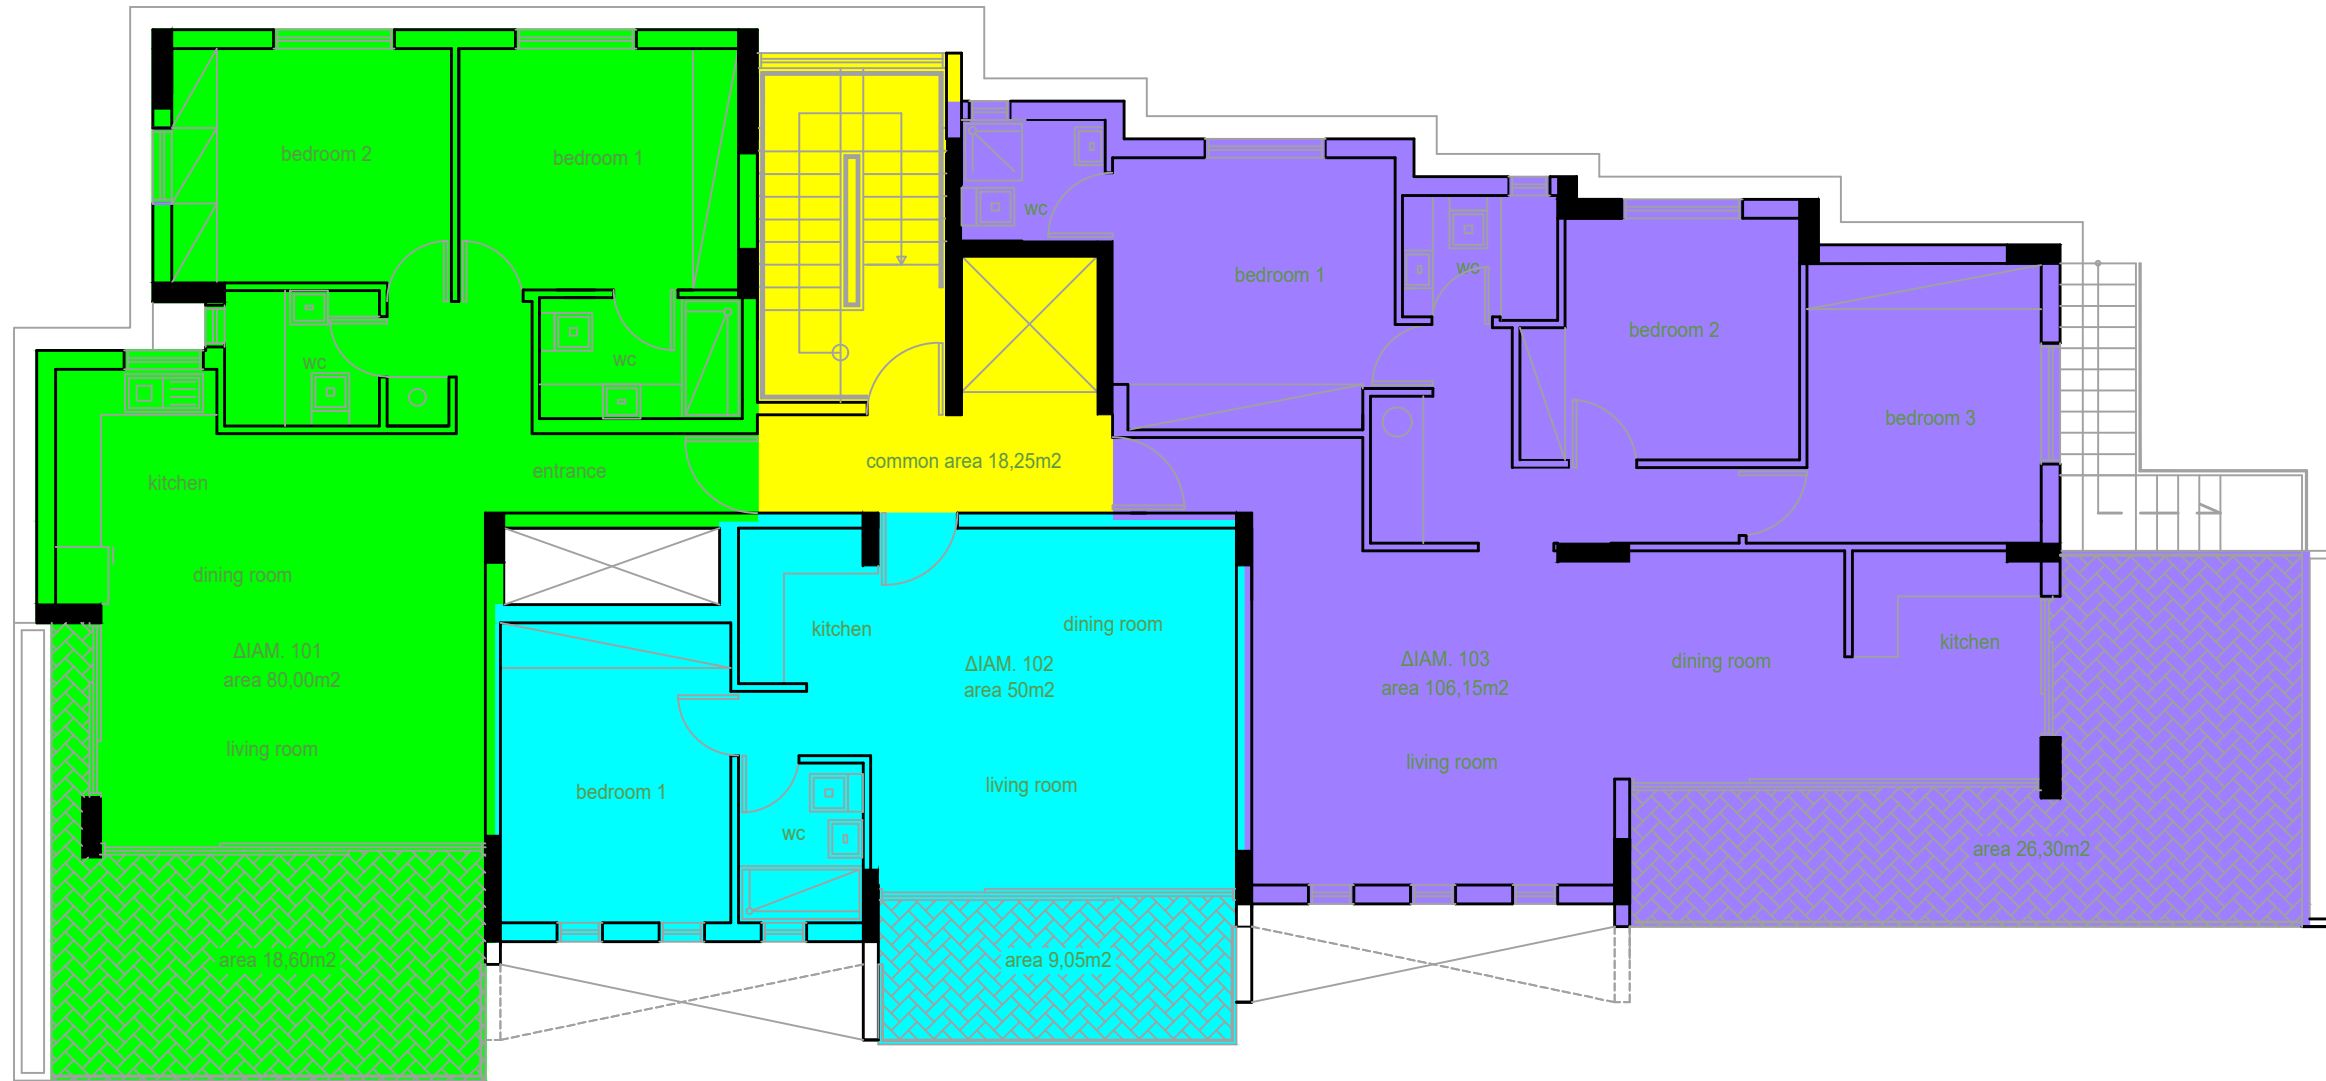 bedroom 2
bedroom 1
wc
wc
kitchen
entrance
dining room
ΔΙΑΜ. 101
area 80,00m2
living room
area 18,60m2
common area 18,25m2
kitchen
dining room
ΔΙΑΜ. 102
area 50m2
bedroom 1
living room
wc
area 9,05m2
wc
bedroom 1
wc
bedroom 2
bedroom 3
ΔΙΑΜ. 103
area 106,15m2
dining room
kitchen
living room
area 26,30m2